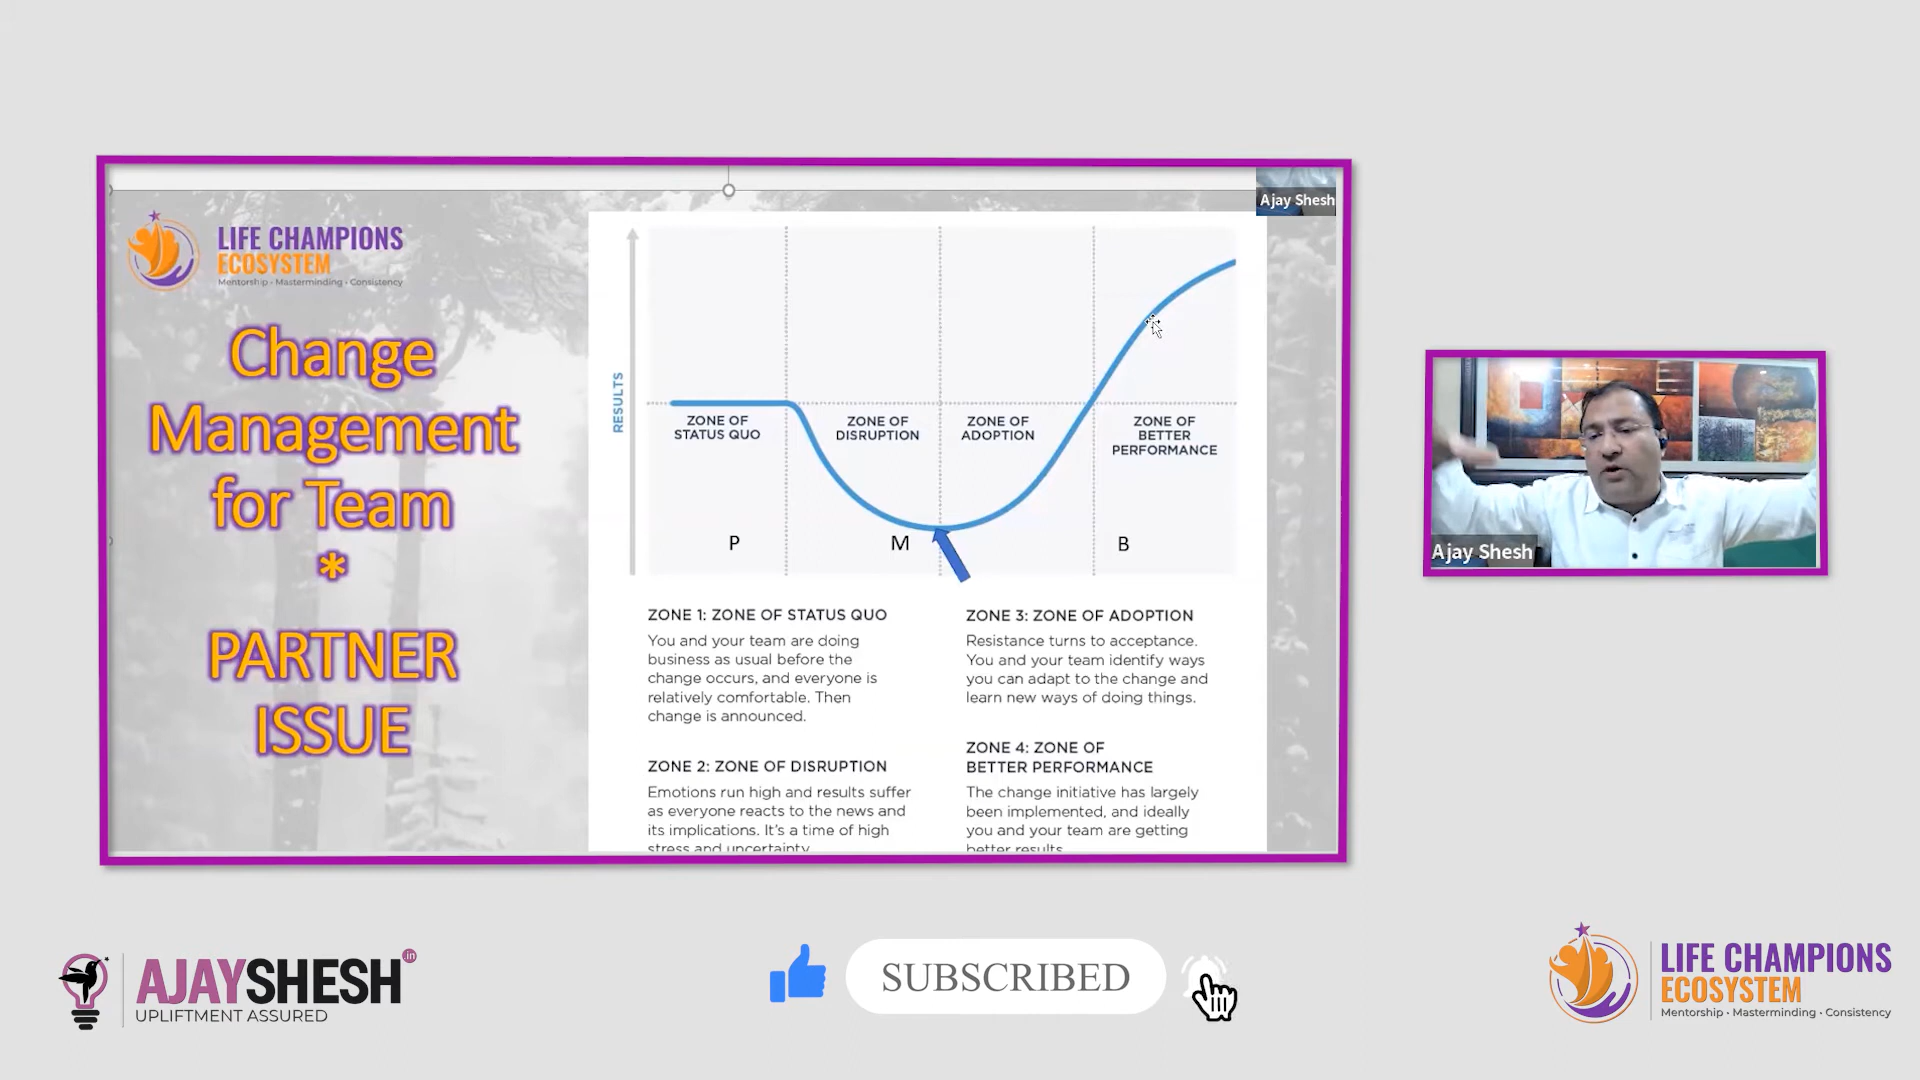 LIFE CHAMPIONS
ECOSYSTEM
Mentorship • Masterminding • Consistency
Change
Management
for Team
*
PARTNER
ISSUE
Ajay Shesh
RESULTS
ZONE OF
STATUS QUO
ZONE OF
DISRUPTION
ZONE OF
ADOPTION
ZONE OF
BETTER
PERFORMANCE
P
M
B
ZONE 1: ZONE OF STATUS QUO
You and your team are doing
business as usual before the
change occurs, and everyone is
relatively comfortable. Then
change is announced.
ZONE 2: ZONE OF DISRUPTION
Emotions run high and results suffer
as everyone reacts to the news and
its implications. It's a time of high
stress and uncertainty
ZONE 3: ZONE OF ADOPTION
Resistance turns to acceptance.
You and your team identify ways
you can adapt to the change and
learn new ways of doing things.
ZONE 4: ZONE OF
BETTER PERFORMANCE
The change initiative has largely
been implemented, and ideally
you and your team are getting
better results
Ajay Shesh
AJAYSHESH.in
UPLIFTMENT ASSURED
SUBSCRIBED
LIFE CHAMPIONS
ECOSYSTEM
Mentorship • Masterminding • Consistency